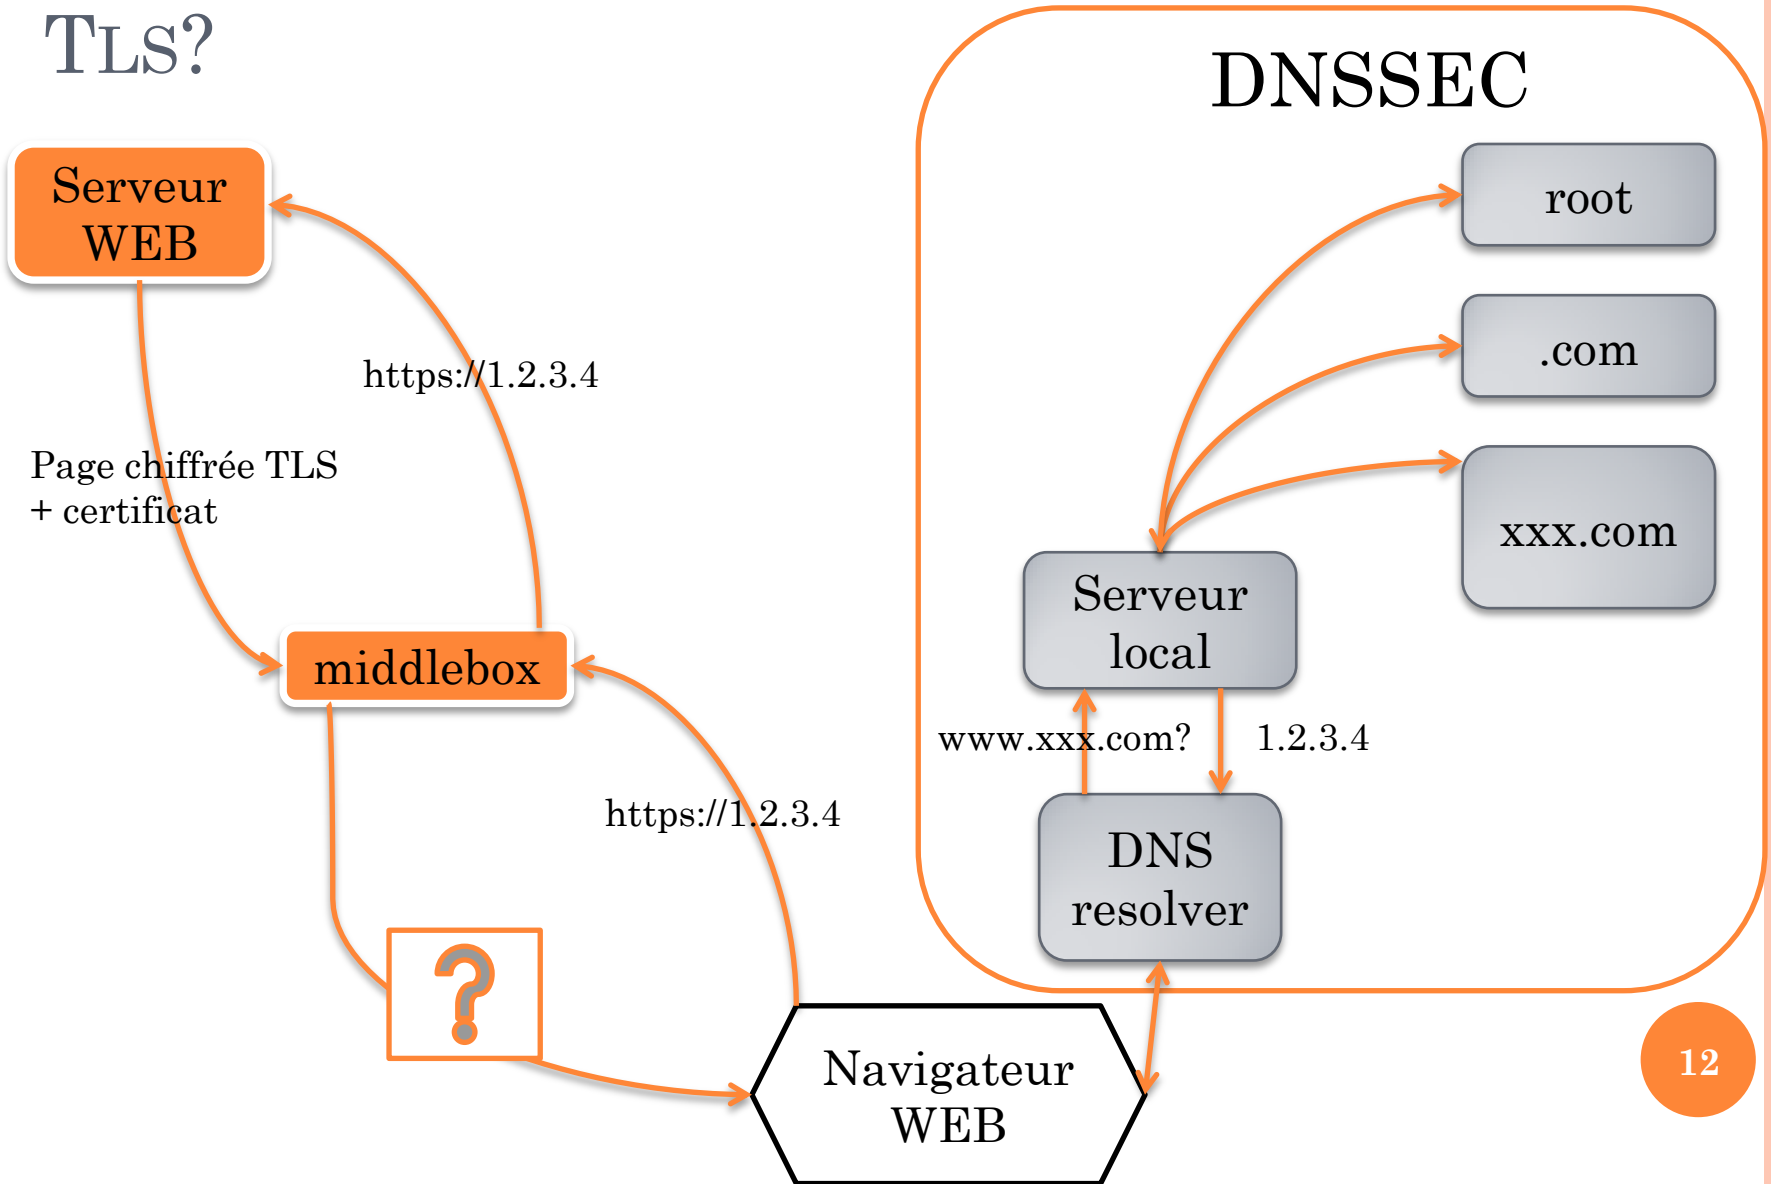 TLS?
DNSSEC
Serveur
WEB
root
.com
https://1.2.3.4
Page chiffrée TLS
+ certificat
xxx.com
Serveur
local
middlebox
www.xxx.com?
1.2.3.4
https://1.2.3.4
DNS
resolver
?
Navigateur
WEB
12